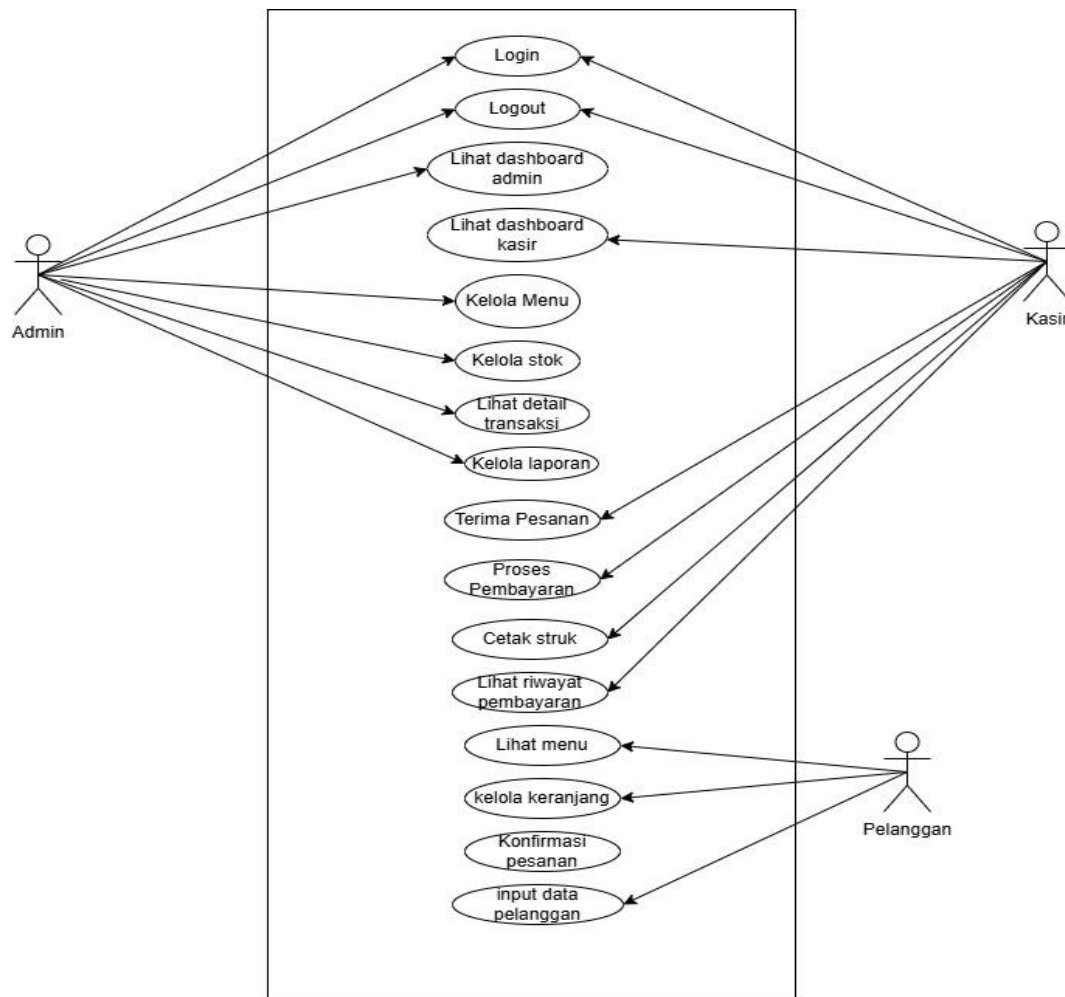 Login
Logout
Lihat dashboard
admin
Lihat dashboard
kasir
Admin
Kelola Menu
Kasir
Kelola stok
Lihat detail
transaksi
Kelola laporan
Terima Pesanan
Proses
Pembayaran
Cetak struk
Lihat riwayat
pembayaran
Lihat menu
kelola keranjang
Pelanggan
Konfirmasi
pesanan
input data
pelanggan